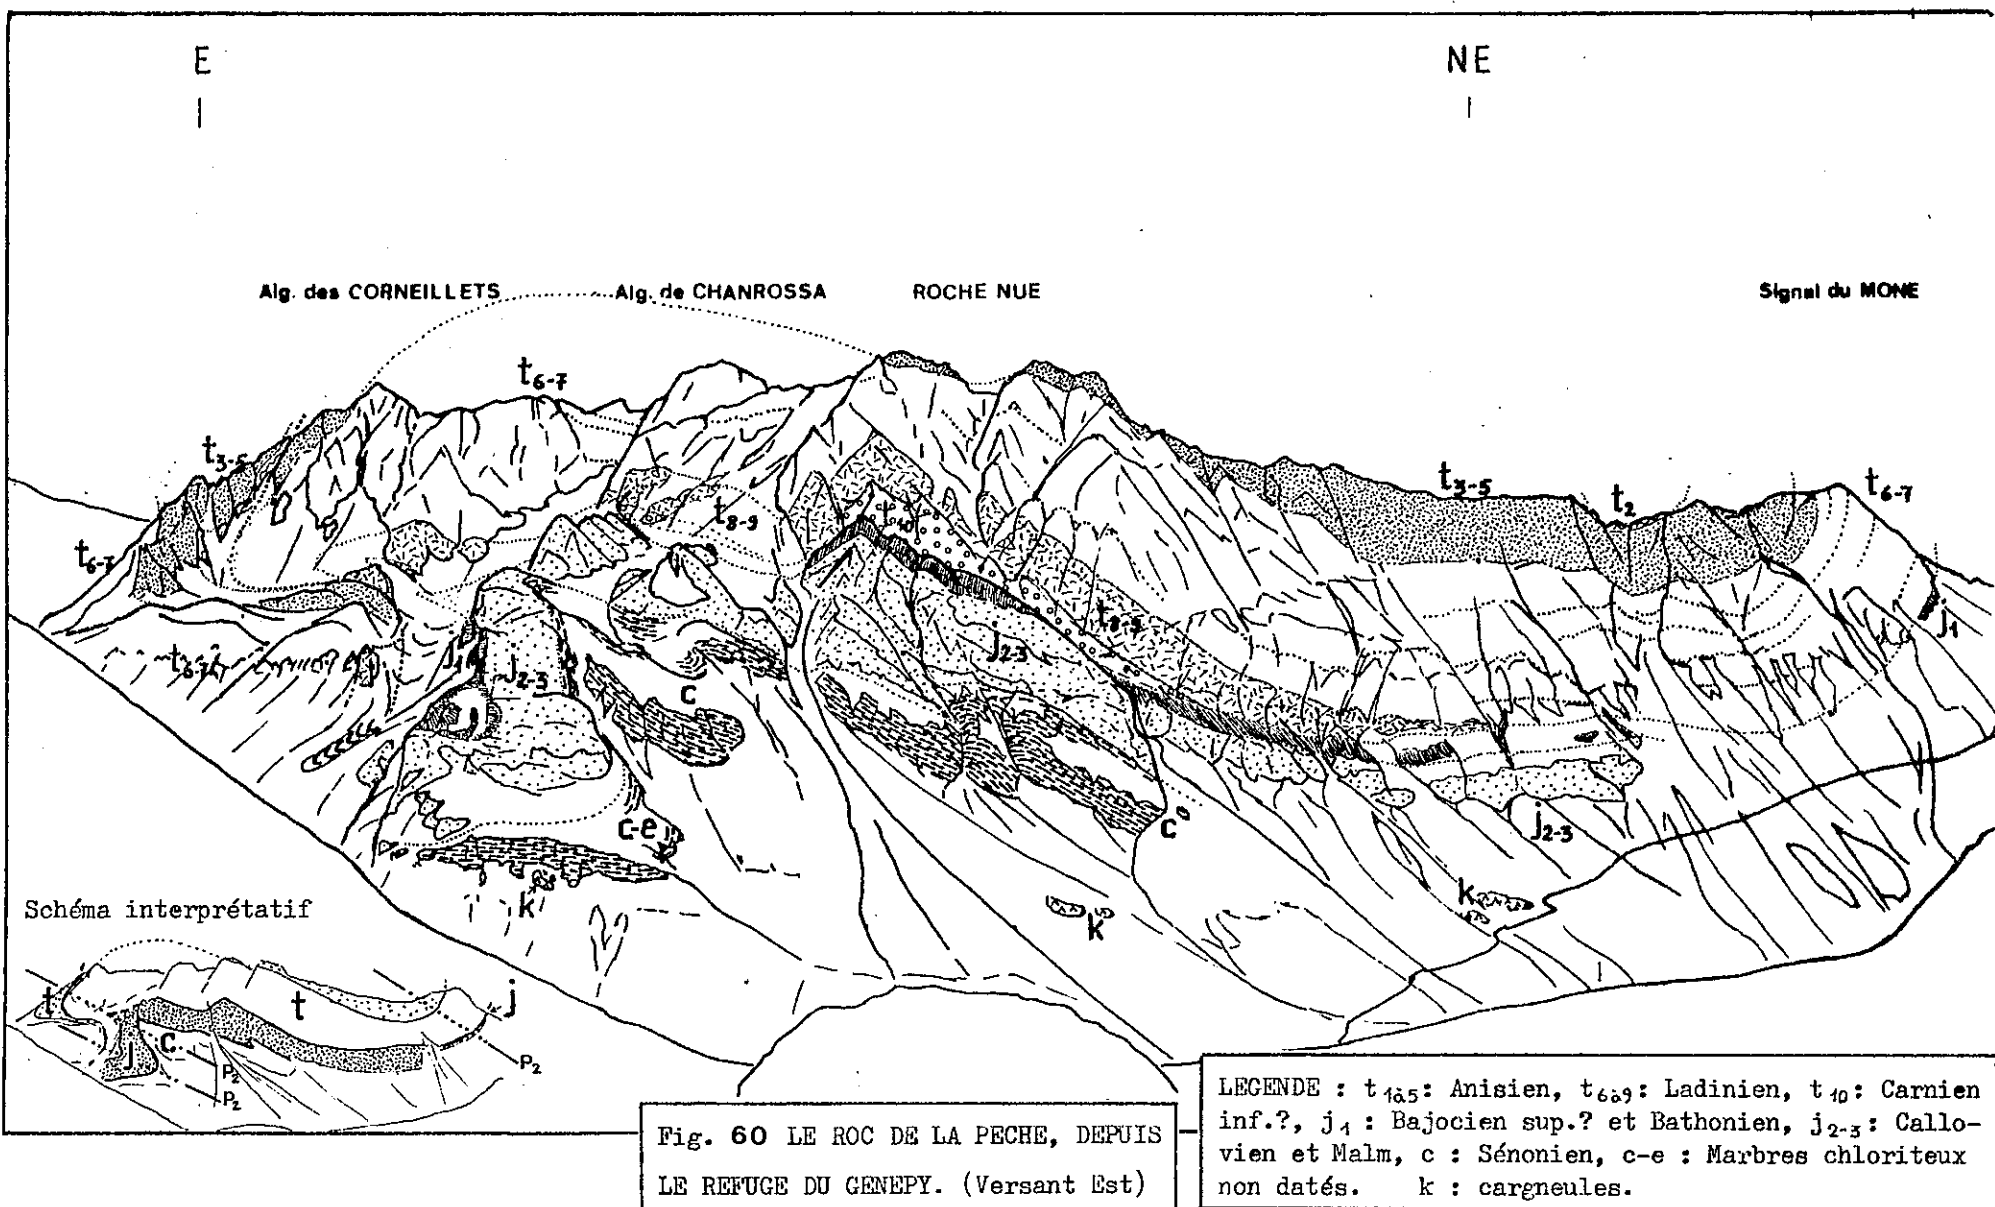 E
NE
Aig. des CORNEILLETS
Aig. de CHANROSSA
ROCHE NUE
Signal du MONE
t6-7
t3-5
t6-7
t8-9
t10
t3-5
t2
t6-7
t6-7
j1
j2-3
j
c
c-e
k
j2-3
t8-9
c
k
j2-3
k
j1
Schéma interprétatif
t
t
j
j
c
P2
P2
P2
Fig. 60 LE ROC DE LA PECHE, DEPUIS
LE REFUGE DU GENEPY. (Versant Est)
LEGENDE : t1à5: Anisien, t6à9: Ladinien, t10: Carnien
inf.?, j1 : Bajocien sup.? et Bathonien, j2-3: Callo-
vien et Malm, c : Sénonien, c-e : Marbres chloriteux
non datés. k : cargneules.